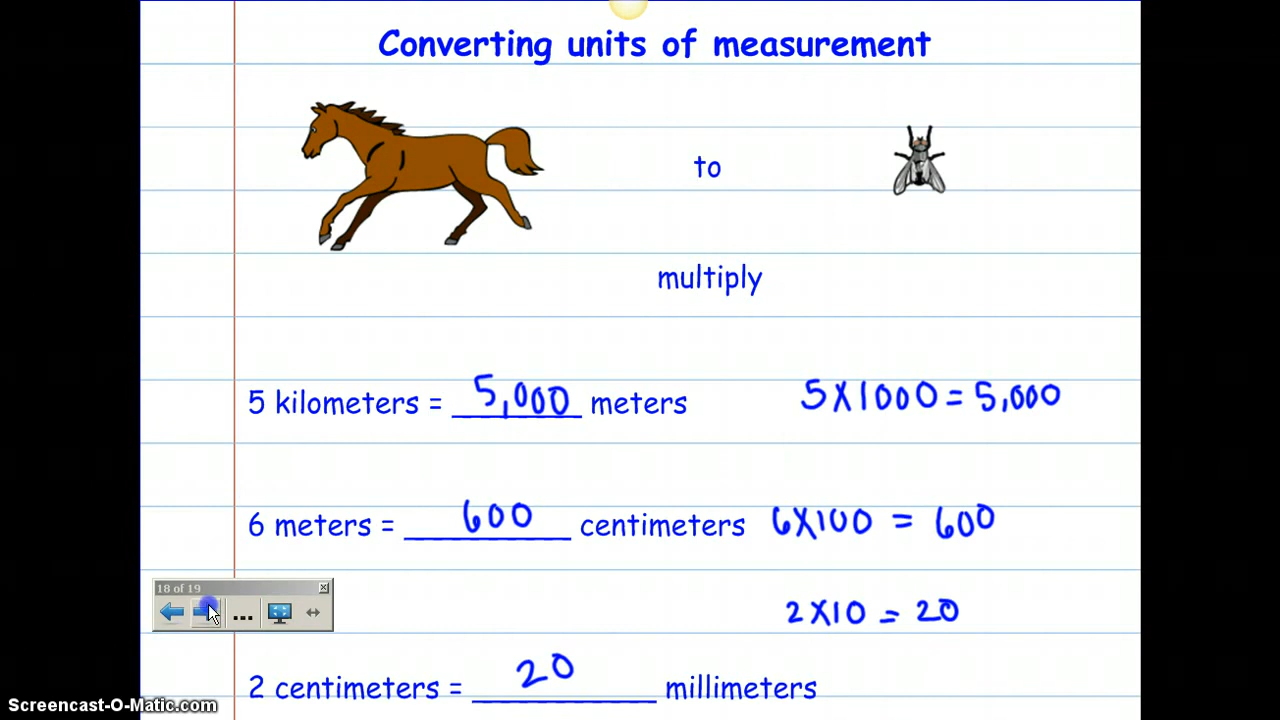 Converting units of measurement
to
multiply
5 kilometers = 5,000 meters 5X1000 = 5,000
6 meters = 600 centimeters 6X100 = 600
18 of 19
2X10 = 20
2 centimeters = 20 millimeters
Screencast-O-Matic.com